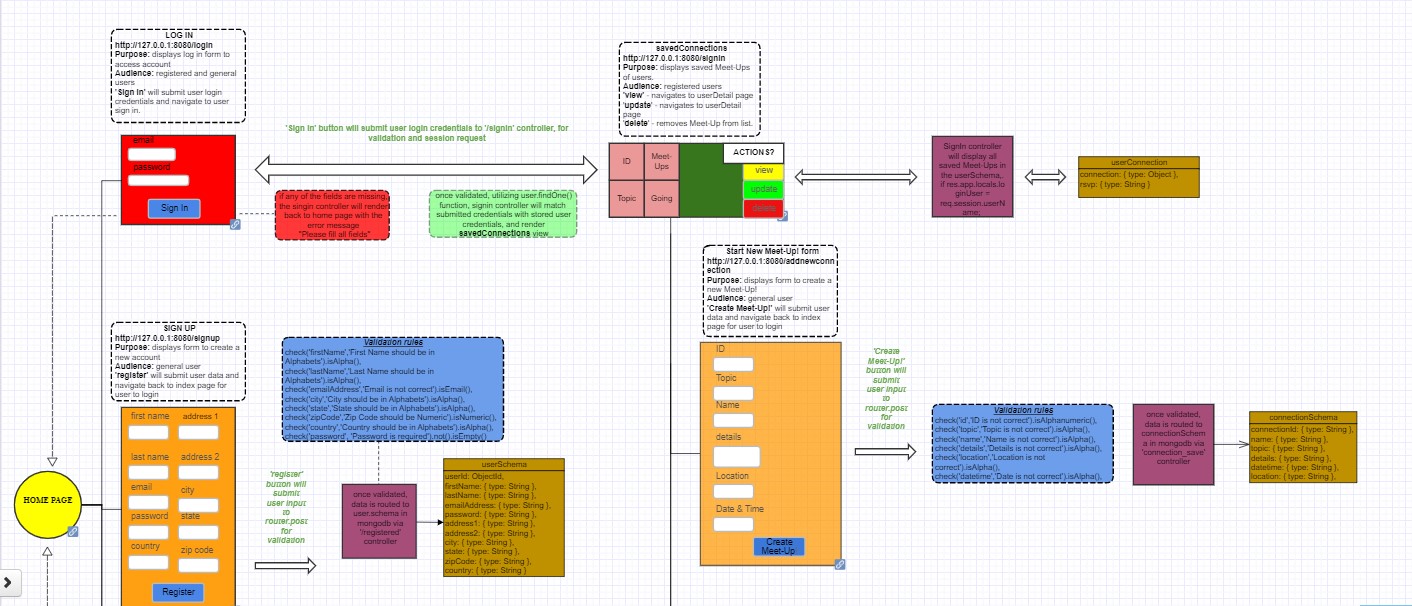 LOG IN
http://127.0.0.1:8080/login
Purpose: displays log in form to
access account
Audience: registered and general
users
'Sign In' will submit user login
credentials and navigate to user
sign in.
email
password
Sign In
'Sign In' button will submit user login credentials to '/signin' controller, for
validation and session request
if any of the fields are missing,
the singin controller will render
back to home page with the
error message
"Please fill all fields"
once validated, utilizing user.findOne()
function, signin controller will match
submitted credentials with stored user
credentials, and render
savedConnections view
savedConnections
http://127.0.0.1:8080/signin
Purpose: displays saved Meet-Ups
of users.
Audience: registered users
'view' - navigates to userDetail page
'update' - navigates to userDetail
page
'delete' - removes Meet-Up from list.
ID
Meet-
Ups
Topic
Going
ACTIONS?
view
update
delete
SignIn controller
will display all
saved Meet-Ups in
the userSchema,
if res.app.locals.lo
ginUser =
req.session.userN
ame;
userConnection
connection: { type: Object },
rsvp: { type: String }
Start New Meet-Up! form
http://127.0.0.1:8080/addnewconn
ection
Purpose: displays form to create a
new Meet-Up!
Audience: general user
'Create Meet-Up!' will submit user
data and navigate back to index
page for user to login
ID
Topic
Name
details
Location
Date & Time
Create
Meet-Up
'Create
Meet-Up!'
button will
submit
user input
to
router.post
for
validation
Validation rules
check('id','ID is not correct').isAlphanumeric(),
check('topic','Topic is not correct').isAlpha(),
check('name','Name is not correct').isAlpha(),
check('details','Details is not correct').isAlpha(),
check('location','Location is not
correct').isAlpha(),
check('datetime','Date is not correct').isAlpha(),
once validated,
data is routed to
connectionSchem
a in mongodb via
'connection_save'
controller
connectionSchema
connectionId: { type: String },
name: { type: String },
topic: { type: String },
details: { type: String },
datetime: { type: String },
location: { type: String },
SIGN UP
http://127.0.0.1:8080/signup
Purpose: displays form to create a
new account
Audience: general user
'register' will submit user data and
navigate back to index page for
user to login
first name
address 1
last name
address 2
email
city
password
state
country
zip code
Register
HOME PAGE
Validation rules
check('firstName','First Name should be in
Alphabets').isAlpha(),
check('lastName','Last Name should be in
Alphabets').isAlpha(),
check('emailAddress','Email is not correct').isEmail(),
check('city','City should be in Alphabets').isAlpha(),
check('state','State should be in Alphabets').isAlpha(),
check('zipCode','Zip Code should be Numeric').isNumeric(),
check('country','Country should be in Alphabets').isAlpha(),
check('password', 'Password is required').not().isEmpty()
'register'
button will
submit
user input
to
router.post
for
validation
once validated,
data is routed to
user.schema in
mongodb via
'/registered'
controller
userSchema
userId: ObjectId,
firstName: { type: String },
lastName: { type: String },
emailAddress: { type: String },
password: { type: String },
address1: { type: String },
address2: { type: String },
city: { type: String },
state: { type: String },
zipCode: { type: String },
country: { type: String }